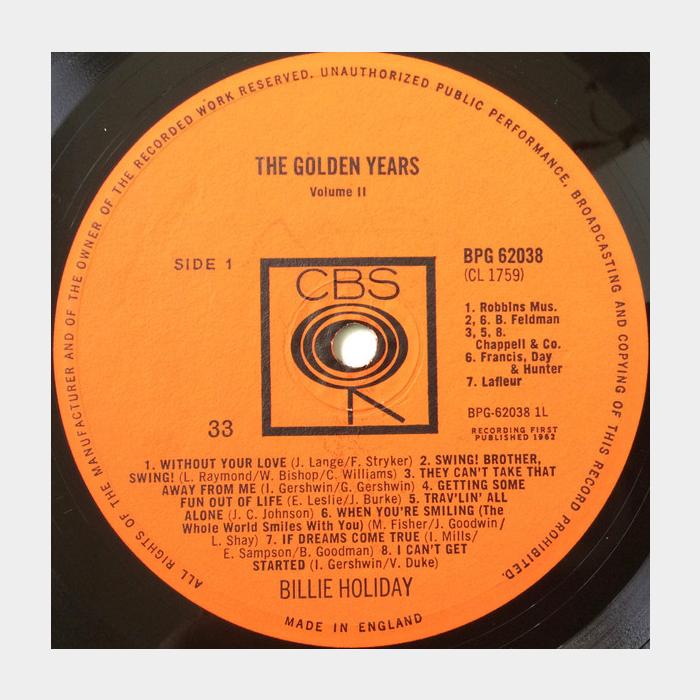 ALL RIGHTS OF THE MANUFACTURER AND OF THE OWNER OF THE RECORDED WORK RESERVED. UNAUTHORIZED PUBLIC PERFORMANCE, BROADCASTING AND COPYING OF THIS RECORD PROHIBITED.
THE GOLDEN YEARS
Volume II
SIDE 1
BPG 62038
(CL 1759)
CBS
1. Robbins Mus.
2, 6. B. Feldman
3, 5, 8.
Chappell & Co.
6. Francis, Day
& Hunter
7. Lafleur
BPG-62038 1L
RECORDING FIRST
PUBLISHED 1962
33
1. WITHOUT YOUR LOVE (J. Lange/F. Stryker) 2. SWING! BROTHER,
SWING! (L. Raymond/W. Bishop/C. Williams) 3. THEY CAN'T TAKE THAT
AWAY FROM ME (I. Gershwin/G. Gershwin) 4. GETTING SOME
FUN OUT OF LIFE (E. Leslie/J. Burke) 5. TRAV'LIN' ALL
ALONE (J. C. Johnson) 6. WHEN YOU'RE SMILING (The
Whole World Smiles With You) (M. Fisher/J. Goodwin/
L. Shay) 7. IF DREAMS COME TRUE (I. Mills/
E. Sampson/B. Goodman) 8. I CAN'T GET
STARTED (I. Gershwin/V. Duke)
BILLIE HOLIDAY
MADE IN ENGLAND